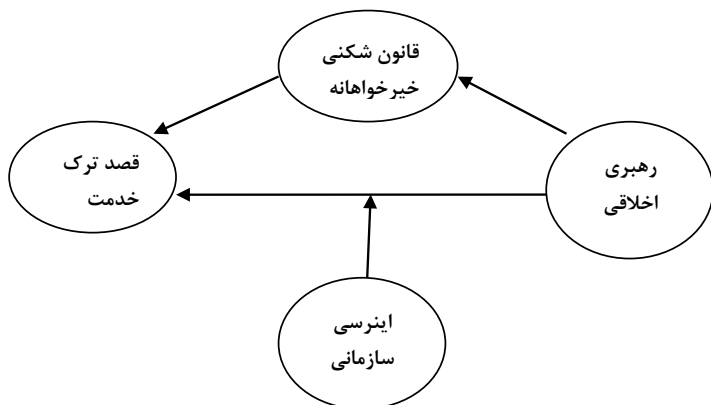 قانون شکنی
خیرخواهانه
رهبری
اخلاقی
قصد ترک
خدمت
اینرسی
سازمانی